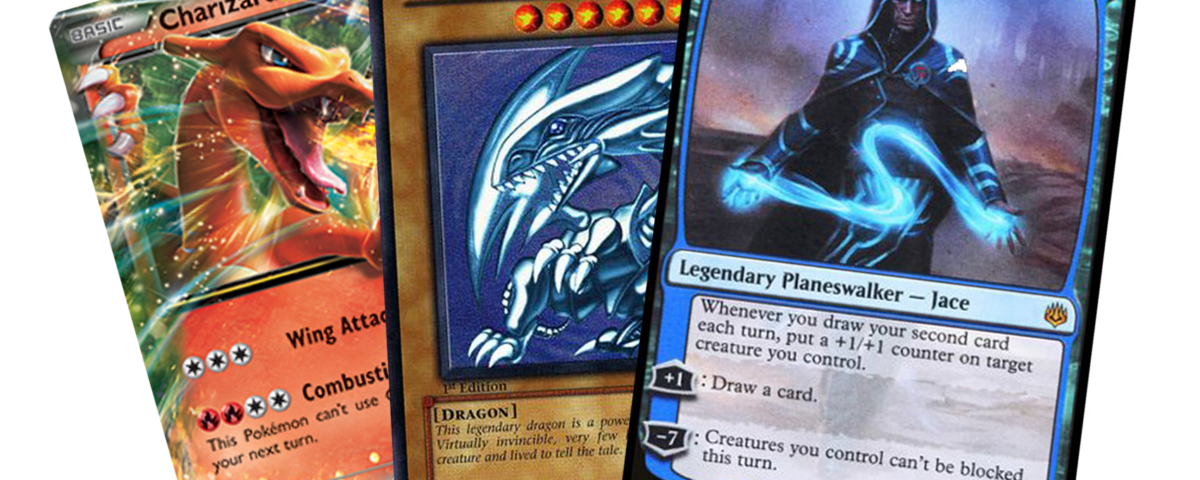 BASIC
Charizard
Wing Attac
Combusti
This Pokémon can't use
your next turn.
1st Edition
[DRAGON]
This legendary dragon is a powe
Virtually invincible, very few
creature and lived to tell the tale.
Legendary Planeswalker — Jace
Whenever you draw your second card
each turn, put a +1/+1 counter on target
creature you control.
+1 : Draw a card.
-7 : Creatures you control can't be blocked
this turn.